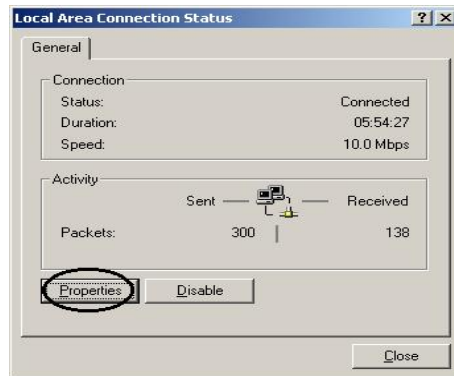 Local Area Connection Status
General
Connection
Status: Connected
Duration: 05:54:27
Speed: 10.0 Mbps
Activity
Sent Received
Packets: 300 138
Properties Disable
Close